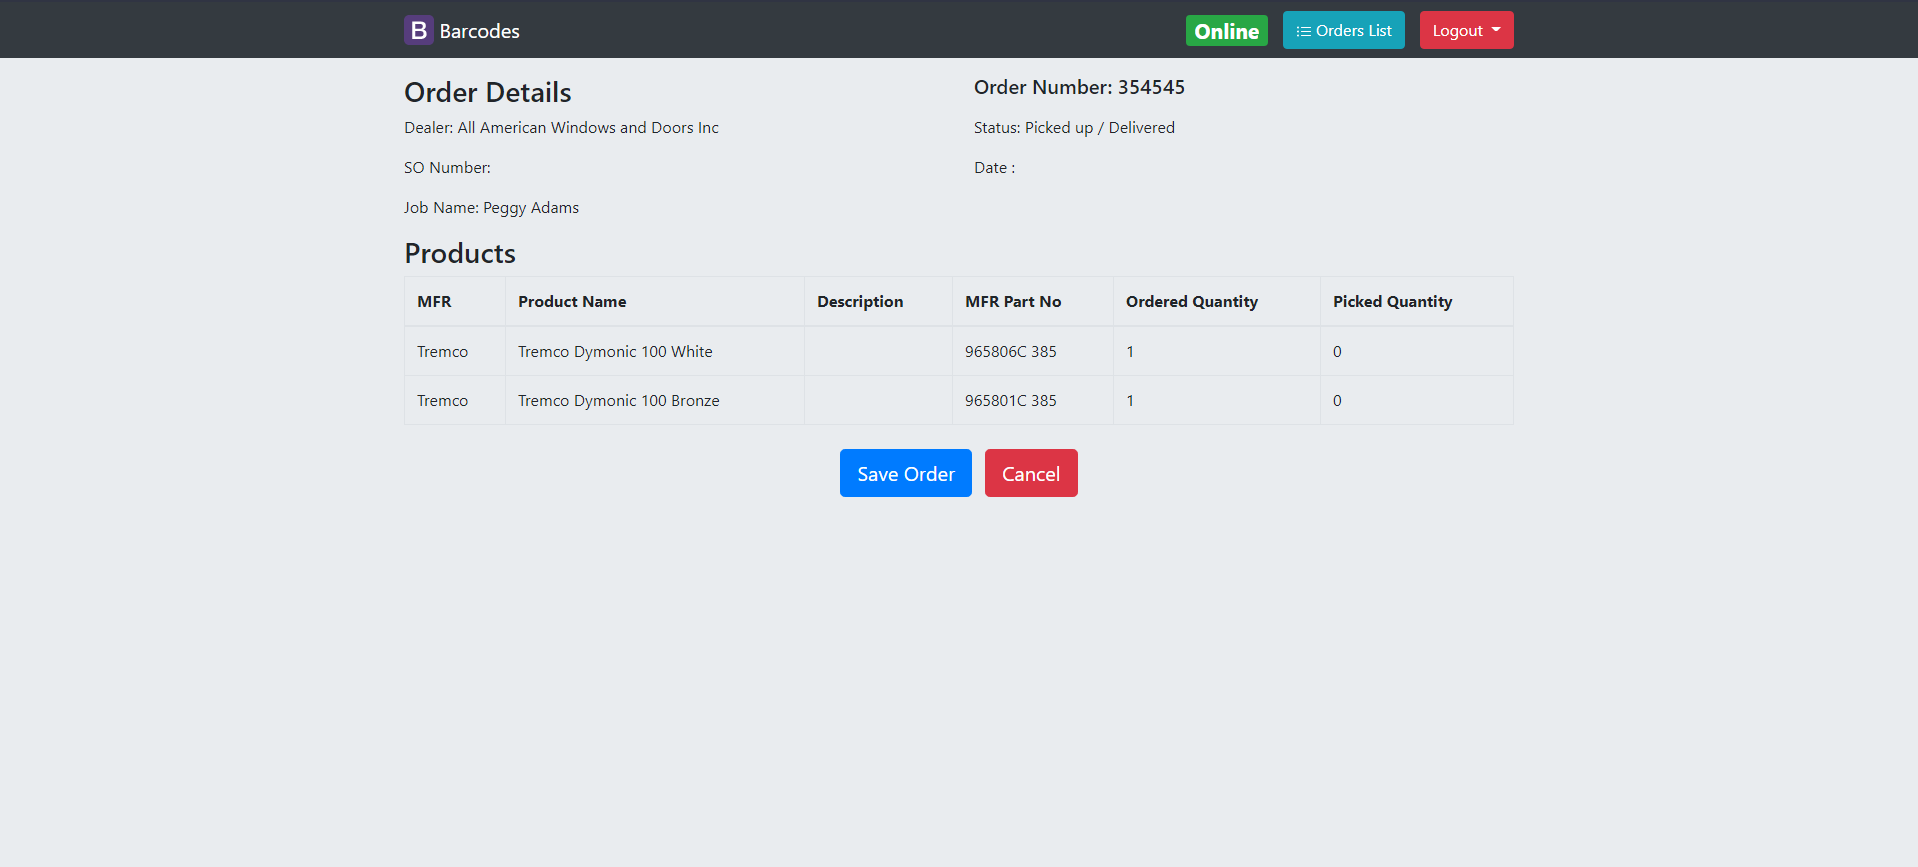 B Barcodes Online Orders List Logout
Order Details
Order Number: 354545
Dealer: All American Windows and Doors Inc
Status: Picked up / Delivered
SO Number:
Date :
Job Name: Peggy Adams
Products
MFR Product Name Description MFR Part No Ordered Quantity Picked Quantity
Tremco Tremco Dymonic 100 White 965806C 385 1 0
Tremco Tremco Dymonic 100 Bronze 965801C 385 1 0
Save Order Cancel